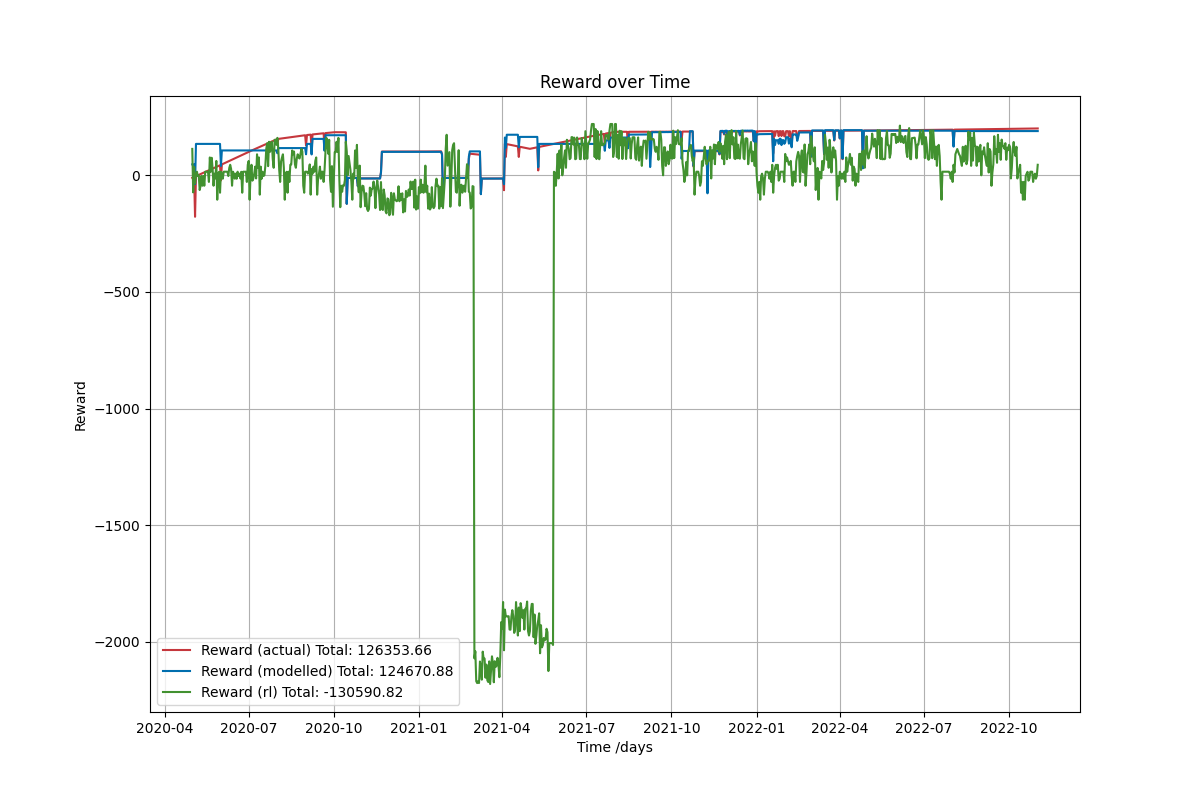 Reward over Time
Reward
0
−500
−1000
−1500
−2000
Reward (actual) Total: 126353.66
Reward (modelled) Total: 124670.88
Reward (rl) Total: -130590.82
2020-04 2020-07 2020-10 2021-01 2021-04 2021-07 2021-10 2022-01 2022-04 2022-07 2022-10
Time /days